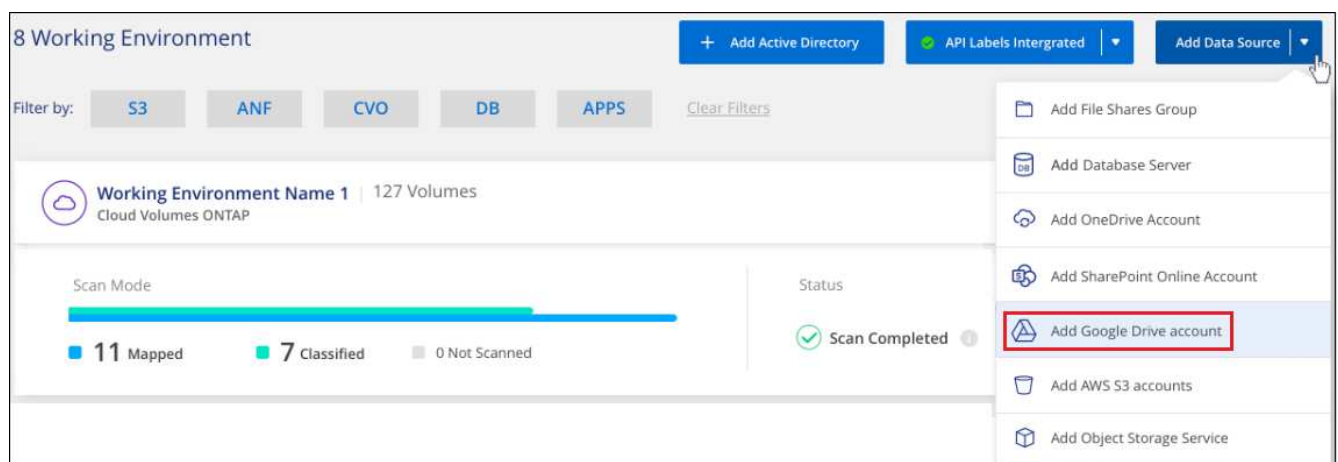 8 Working Environment
+ Add Active Directory
API Labels Intergrated
Add Data Source
Filter by:
S3
ANF
CVO
DB
APPS
Clear Filters
Working Environment Name 1 | 127 Volumes
Cloud Volumes ONTAP
Scan Mode
11 Mapped
7 Classified
0 Not Scanned
Status
Scan Completed
Add File Shares Group
DB
Add Database Server
Add OneDrive Account
Add SharePoint Online Account
Add Google Drive account
Add AWS S3 accounts
Add Object Storage Service